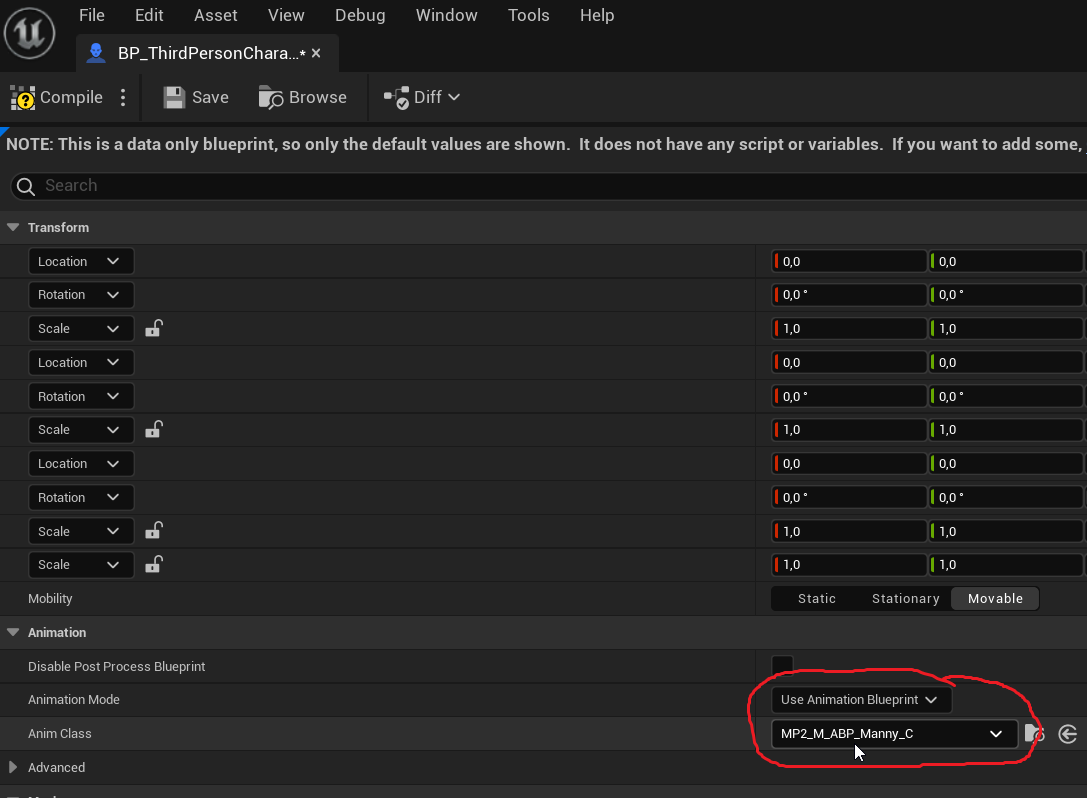 File Edit Asset View Debug Window Tools Help
BP_ThirdPersonChara...* ×
Compile Save Browse Diff
NOTE: This is a data only blueprint, so only the default values are shown. It does not have any script or variables. If you want to add some,
Search
Transform
Location 0,0 0,0
Rotation 0,0 ° 0,0 °
Scale 1,0 1,0
Location 0,0 0,0
Rotation 0,0 ° 0,0 °
Scale 1,0 1,0
Location 0,0 0,0
Rotation 0,0 ° 0,0 °
Scale 1,0 1,0
Scale 1,0 1,0
Mobility Static Stationary Movable
Animation
Disable Post Process Blueprint
Animation Mode Use Animation Blueprint
Anim Class MP2_M_ABP_Manny_C
Advanced